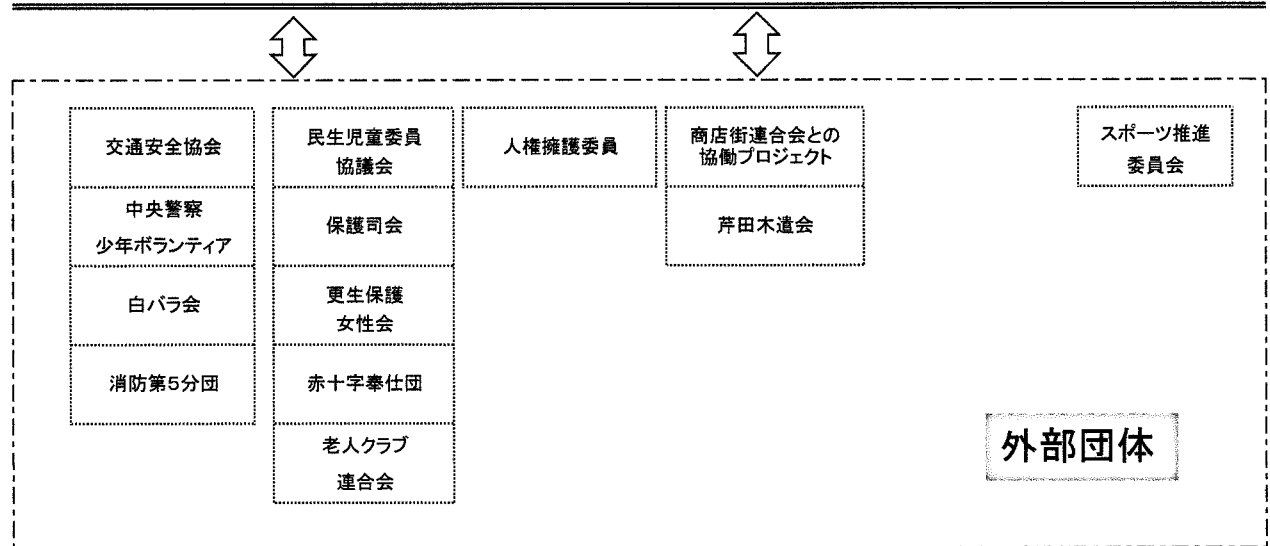 交通安全協会
中央警察
少年ボランティア
白バラ会
消防第5分団
民生児童委員
協議会
保護司会
更生保護
女性会
赤十字奉仕団
老人クラブ
連合会
人権擁護委員
商店街連合会との
協働プロジェクト
芹田木遣会
スポーツ推進
委員会
外部団体